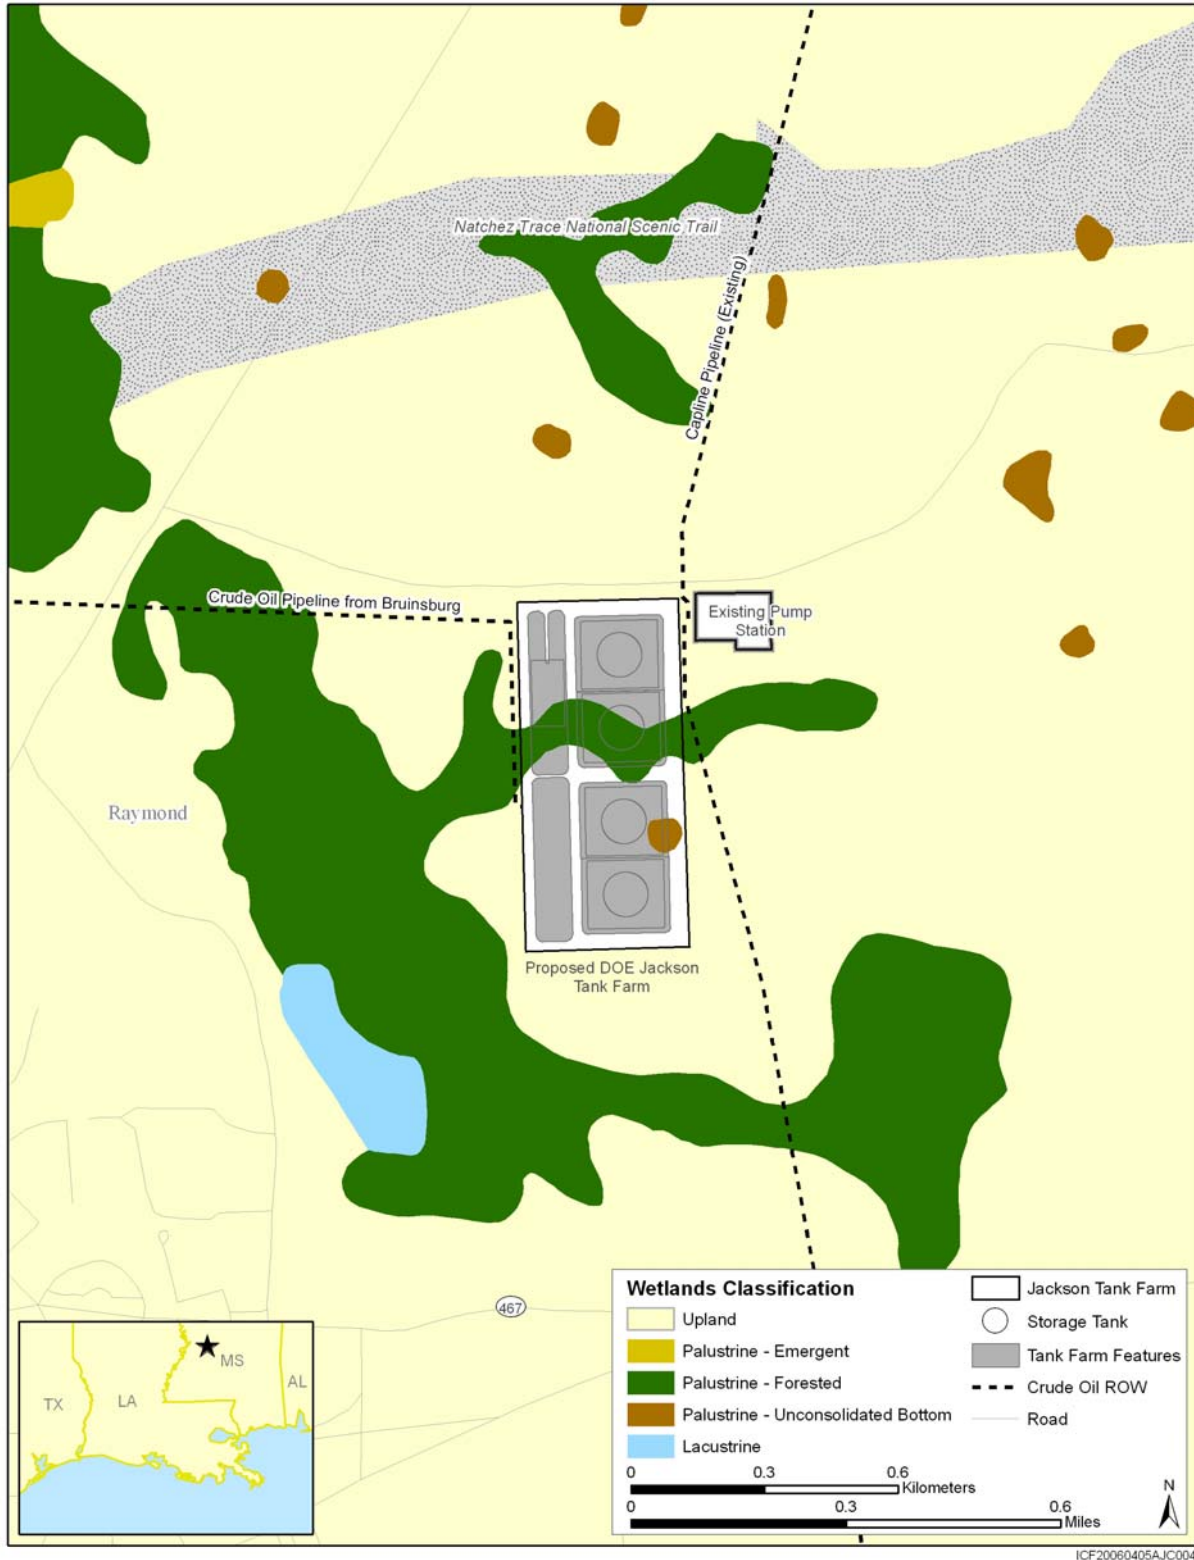 Natchez Trace National Scenic Trail
Capline Pipeline (Existing)
Crude Oil Pipeline from Bruinsburg
Existing Pump
Station
Raymond
Proposed DOE Jackson
Tank Farm
467
TX
LA
MS
AL
Wetlands Classification
Upland
Palustrine - Emergent
Palustrine - Forested
Palustrine - Unconsolidated Bottom
Lacustrine
Jackson Tank Farm
Storage Tank
Tank Farm Features
Crude Oil ROW
Road
0 0.3 0.6
Kilometers
0 0.3 0.6
Miles
N
ICF20060405AJC004